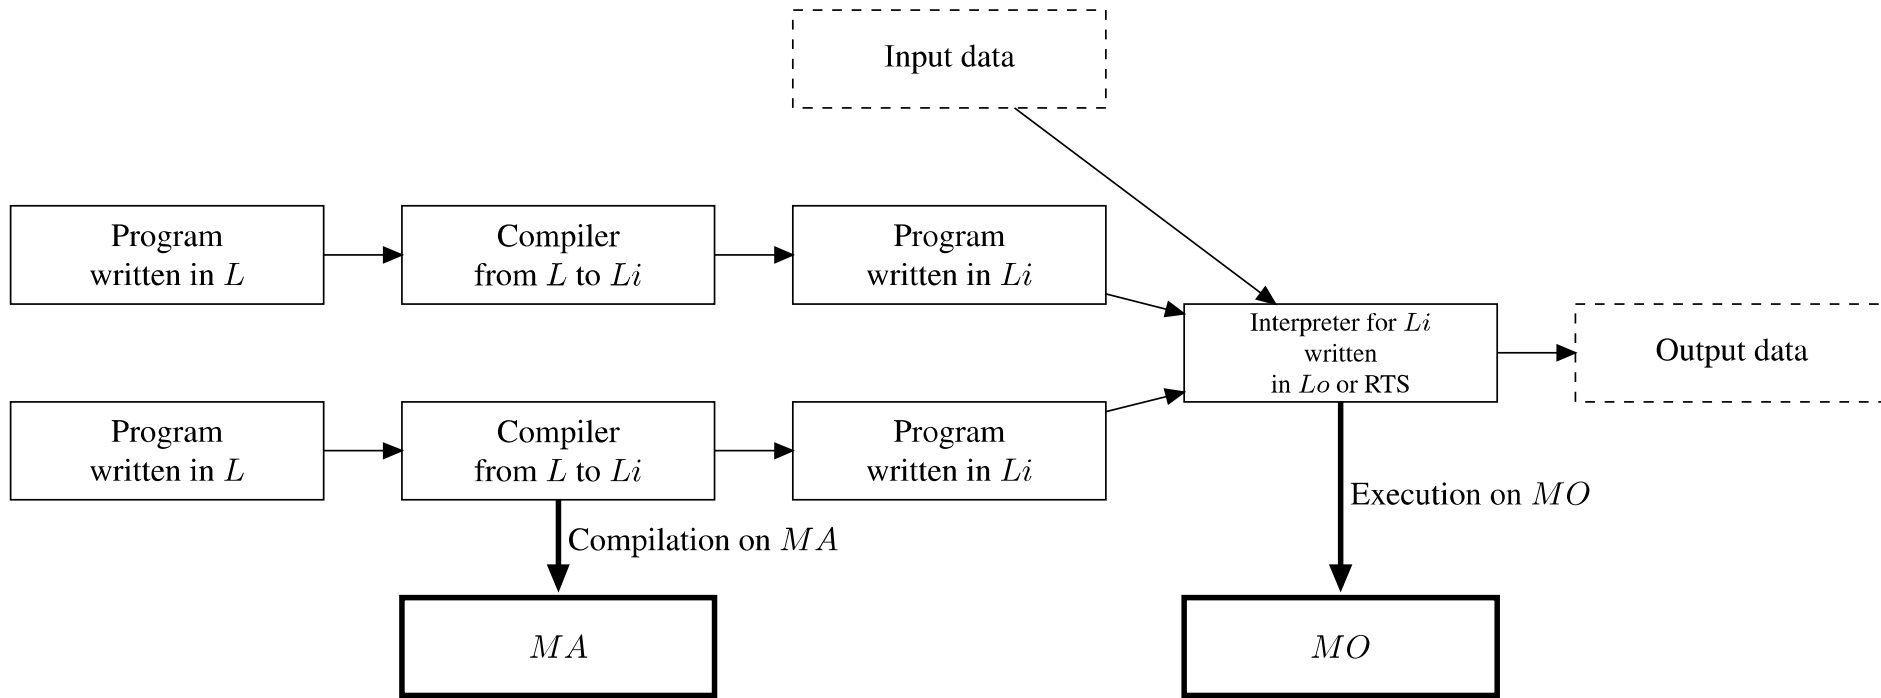 Input data
Program
written in L
Compiler
from L to Li
Program
written in Li
Interpreter for Li
written
in Lo or RTS
Output data
Program
written in L
Compiler
from L to Li
Program
written in Li
Execution on MO
Compilation on MA
MA
MO